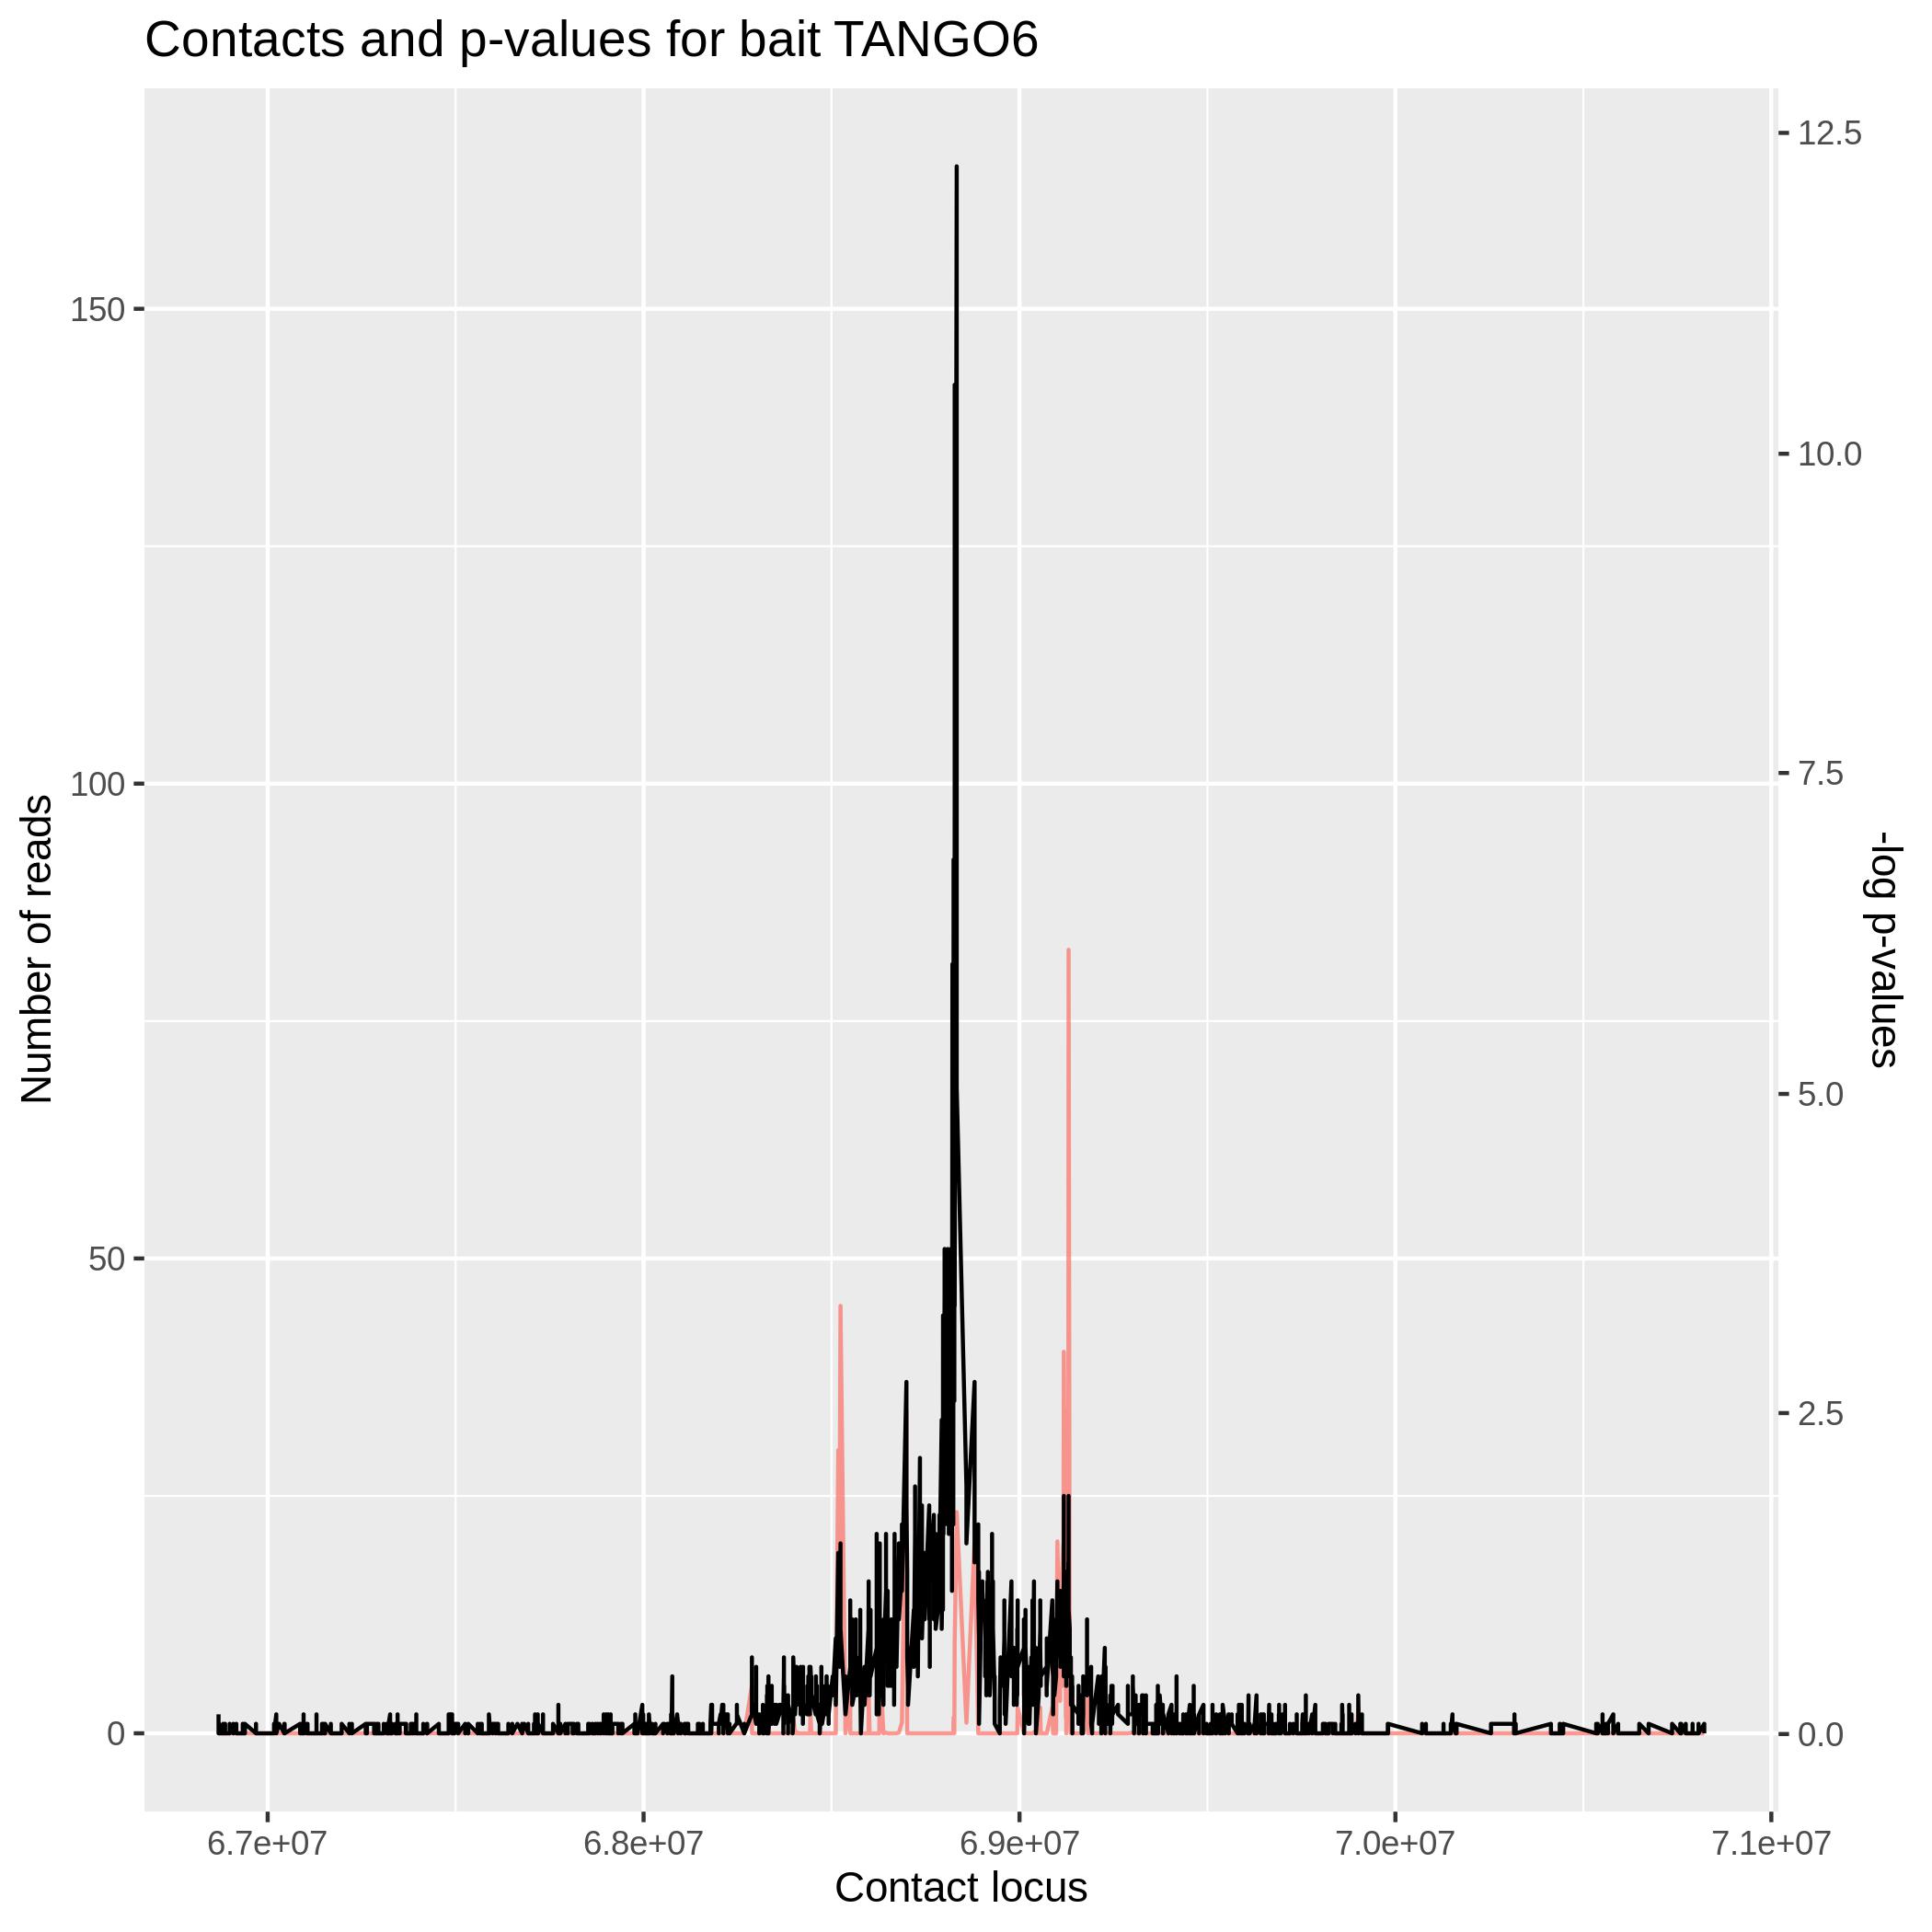 Contacts and p-values for bait TANGO6
150
100
50
0
Number of reads
12.5
10.0
7.5
5.0
2.5
0.0
-log p-values
6.7e+07
6.8e+07
6.9e+07
7.0e+07
7.1e+07
Contact locus